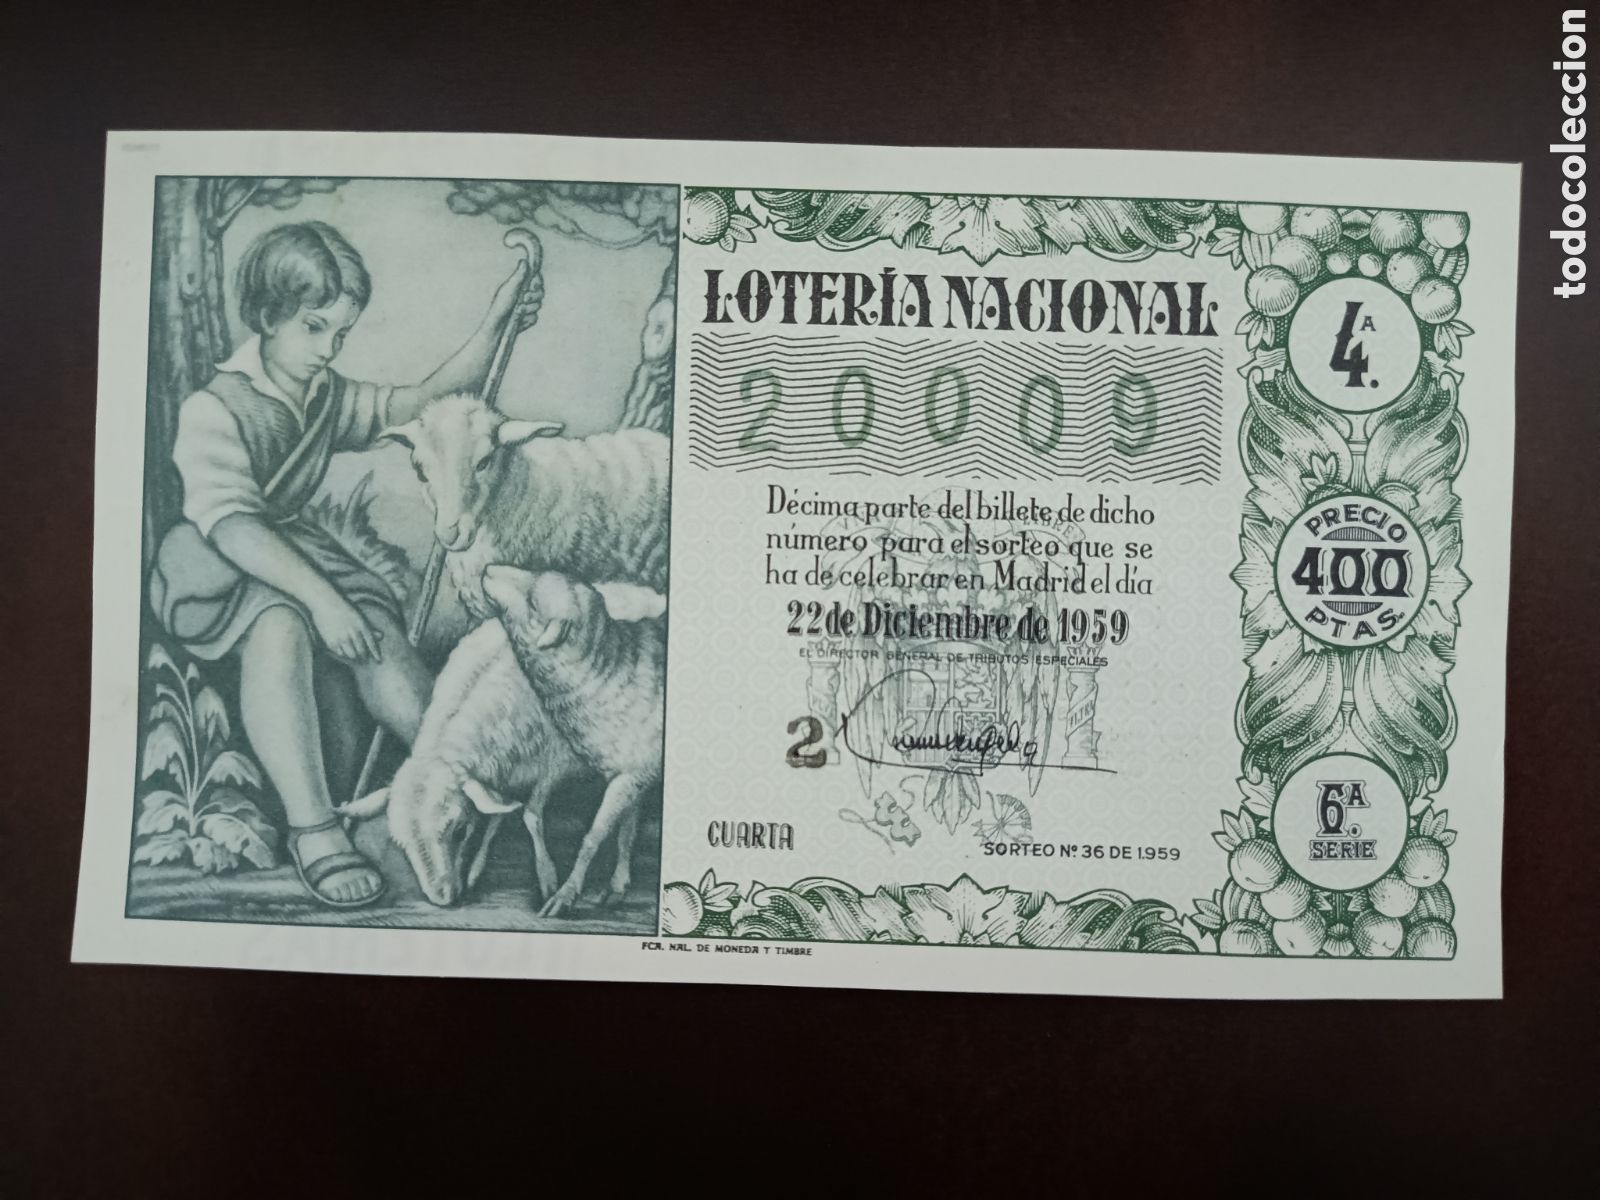 LOTERÍA NACIONAL
20009
Décima parte del billete de dicho
número para el sorteo que se
ha de celebrar en Madrid el día
22 de Diciembre de 1959
EL DIRECTOR GENERAL DE TRIBUTOS ESPECIALES
2
CUARTA
SORTEO Nº 36 DE 1.959
4.A
PRECIO
400
PTAS.
6.A
SERIE
FCA. NAL. DE MONEDA Y TIMBRE
todocoleccion